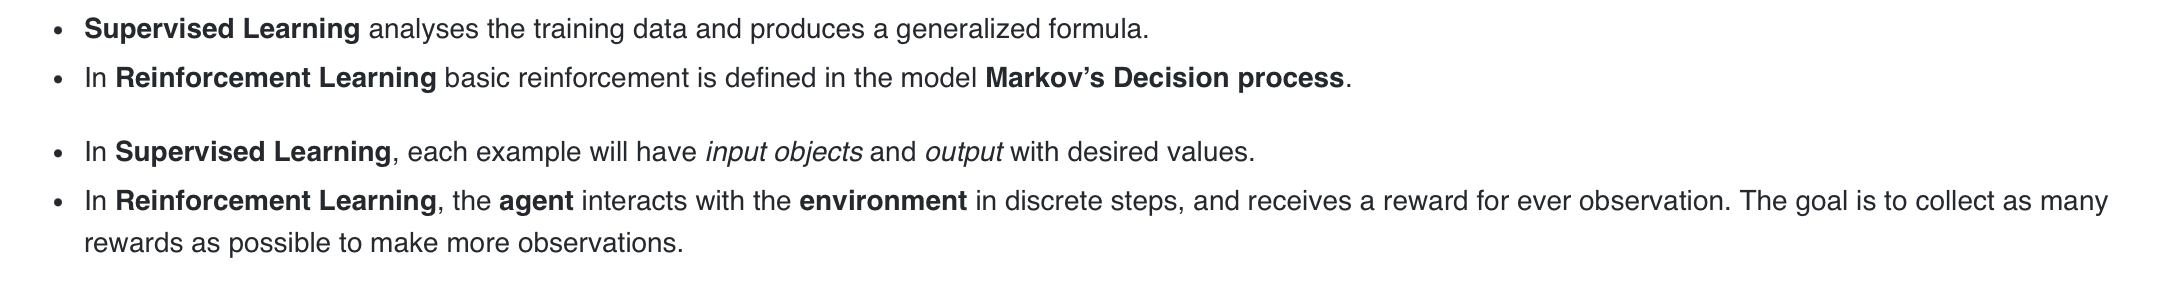 • Supervised Learning analyses the training data and produces a generalized formula.
• In Reinforcement Learning basic reinforcement is defined in the model Markov’s Decision process.
• In Supervised Learning, each example will have input objects and output with desired values.
• In Reinforcement Learning, the agent interacts with the environment in discrete steps, and receives a reward for ever observation. The goal is to collect as many
rewards as possible to make more observations.